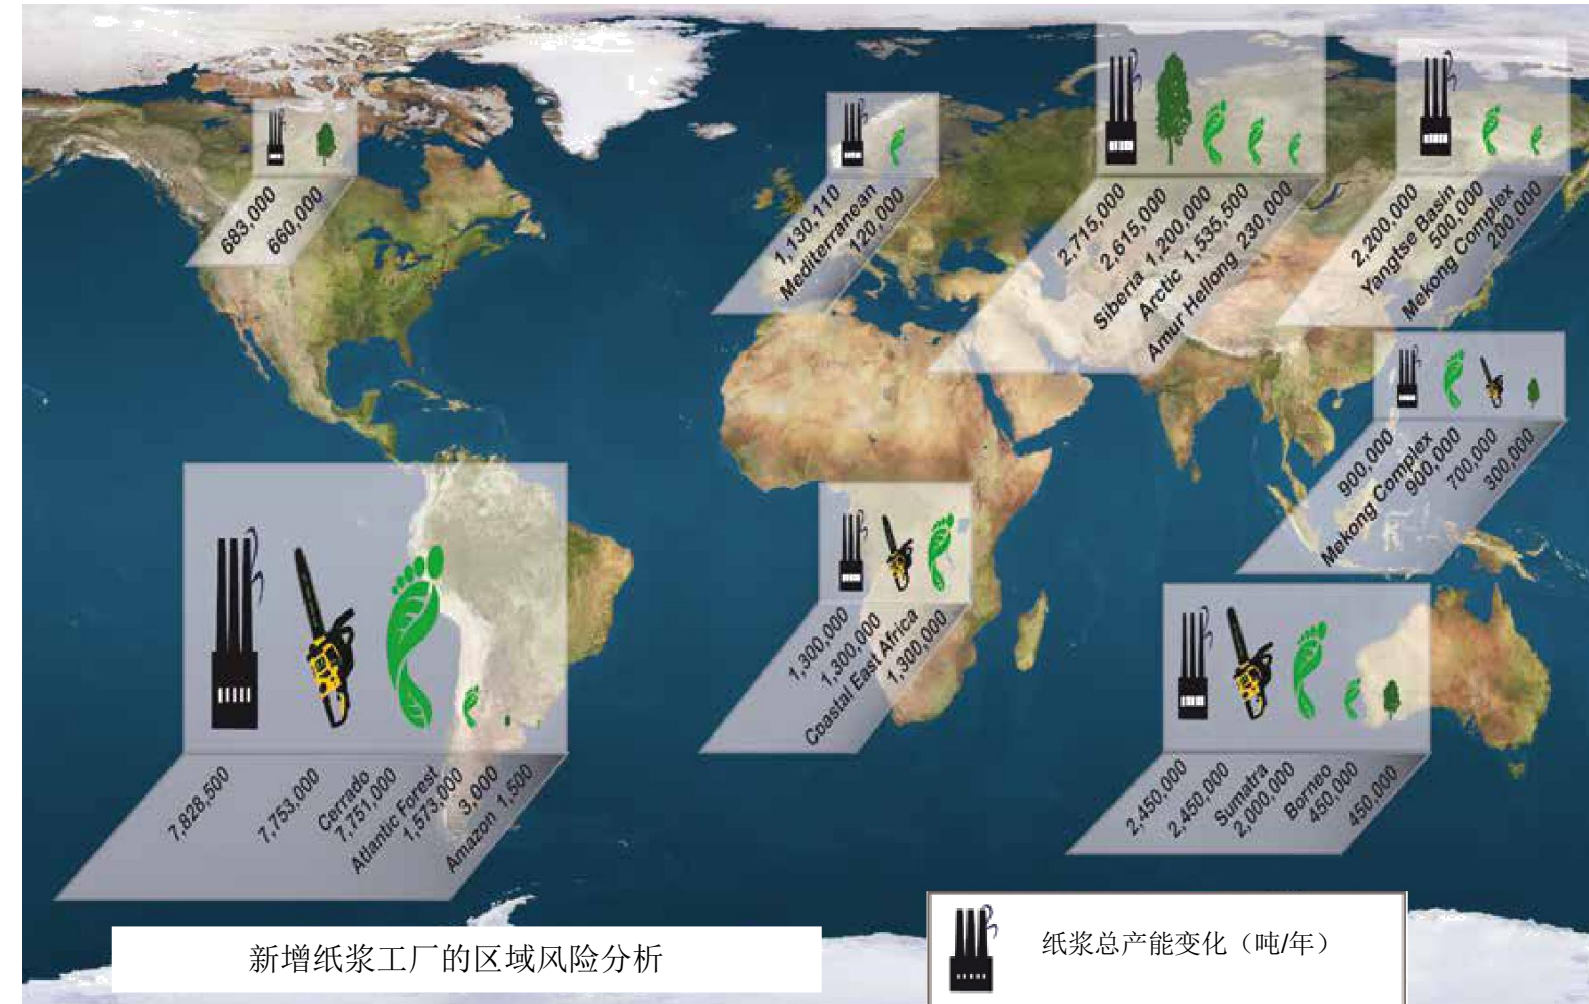 683,000
660,000
1,130,110
Mediterranean
120,000
2,715,000
2,615,000
Siberia 1,200,000
Arctic 1,535,500
Amur Hellong 230,000
2,200,000
Yangtse Basin
500,000
Mekong Complex
200,000
900,000
Mekong Complex
900,000
700,000
300,000
7,828,500
7,753,000
Cerrado
7,751,000
Atlantic Forest
1,573,000
3,000
Amazon 1,500
1,300,000
1,300,000
Coastal East Africa
1,300,000
2,450,000
2,450,000
Sumatra
2,000,000
Borneo
450,000
450,000
新增纸浆工厂的区域风险分析
纸浆总产能变化（吨/年）